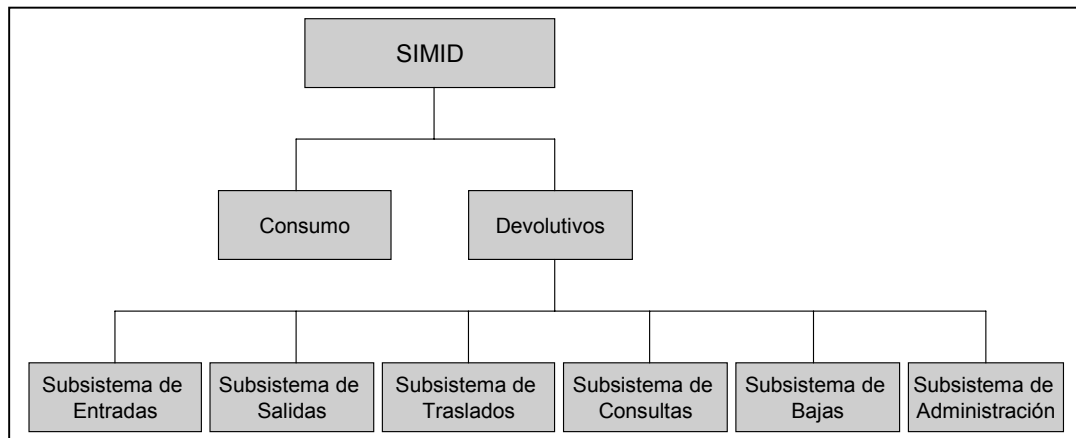 SIMID
Consumo
Devolutivos
Subsistema de
Entradas
Subsistema de
Salidas
Subsistema de
Traslados
Subsistema de
Consultas
Subsistema de
Bajas
Subsistema de
Administración